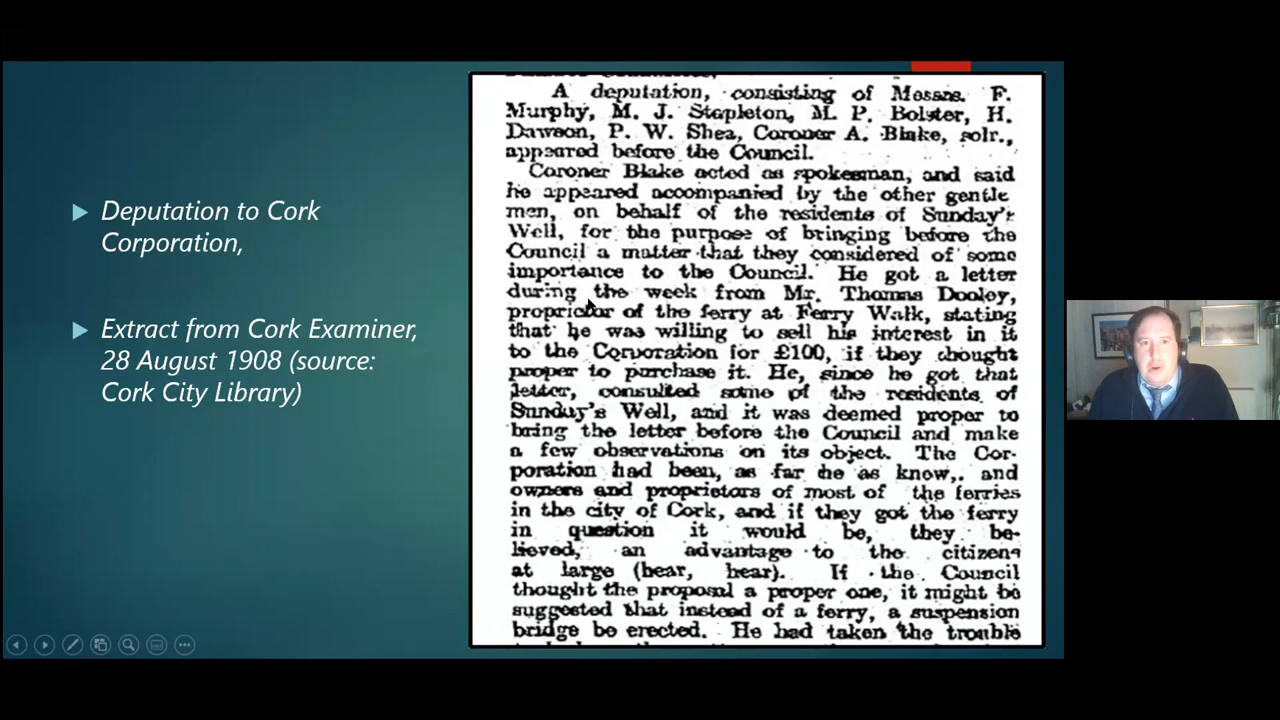 Deputation to Cork
Corporation,
Extract from Cork Examiner,
28 August 1908 (source:
Cork City Library)
A deputation, consisting of Messrs. F.
Murphy, M. J. Stapleton, M. P. Bolster, H.
Dawson, P. W. Shea, Coroner A. Blake, solr.,
appeared before the Council.
Coroner Blake acted as spokesman, and said
he appeared accompanied by the other gentle
men, on behalf of the residents of Sunday's
Well, for the purpose of bringing before the
Council a matter that they considered of some
importance to the Council. He got a letter
during the week from Mr. Thomas Dooley,
proprietor of the ferry at Ferry Walk, stating
that he was willing to sell his interest in it
to the Corporation for £100, if they thought
proper to purchase it. He, since he got that
letter, consulted some of the residents of
Sunday's Well, and it was deemed proper to
bring the letter before the Council and make
a few observations on its object. The Cor-
poration had been, as far he as know,. and
owners and proprietors of most of the ferries
in the city of Cork, and if they got the ferry
in question it would be, they be-
lieved, an advantage to the citizens
at large (hear, hear). If the Council
thought the proposal a proper one, it might be
suggested that instead of a ferry, a suspension
bridge be erected. He had taken the trouble